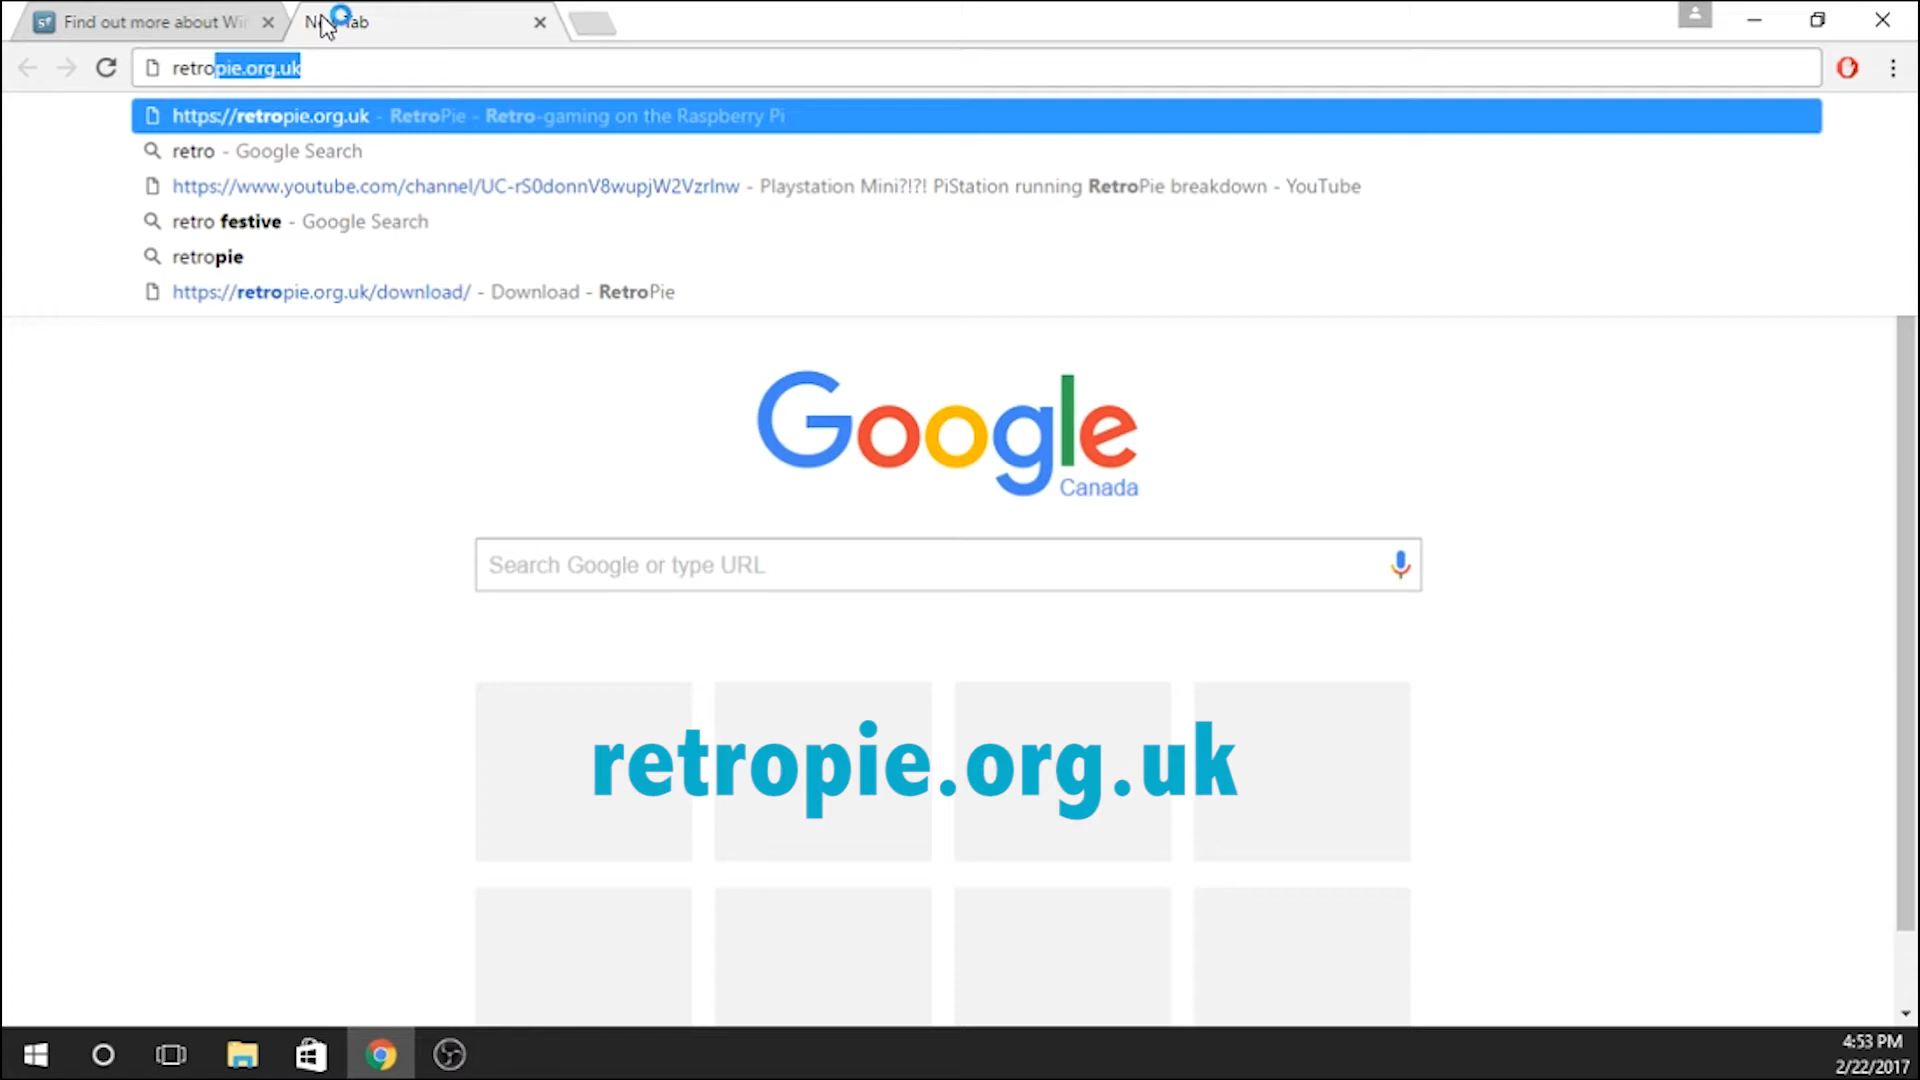 Find out more about Wi
Tab
retropie.org.uk
https://retropie.org.uk - RetroPie - Retro-gaming on the Raspberry Pi
retro - Google Search
https://www.youtube.com/channel/UC-rS0donnV8wupjW2VzrInw - Playstation Mini?!?! PiStation running RetroPie breakdown - YouTube
retro festive - Google Search
retropie
https://retropie.org.uk/download/ - Download - RetroPie
Google
Canada
Search Google or type URL
retropie.org.uk
4:53 PM
2/22/2017